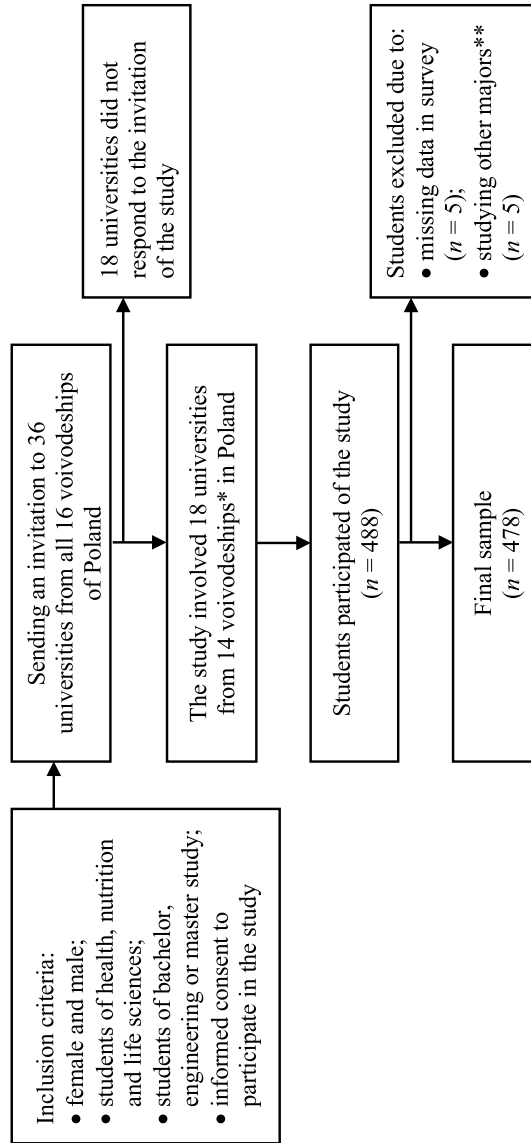 Inclusion criteria:
• female and male;
• students of health, nutrition
and life sciences;
• students of bachelor,
engineering or master study;
• informed consent to
participate in the study
Sending an invitation to 36
universities from all 16 voivodeships
of Poland
18 universities did not
respond to the invitation
of the study
The study involved 18 universities
from 14 voivodeships* in Poland
Students participated of the study
(n = 488)
Students excluded due to:
• missing data in survey
(n = 5);
• studying other majors**
(n = 5)
Final sample
(n = 478)